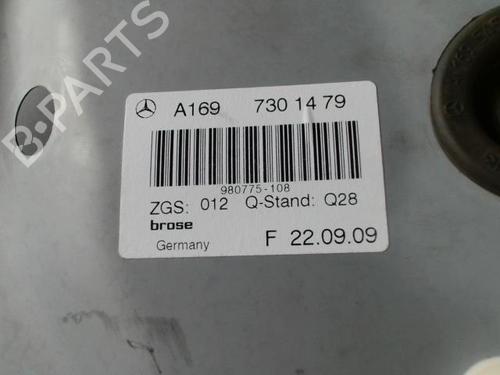 B-PARTS
A169 730 14 79
980775-108
ZGS: 012 Q-Stand: Q28
brose
Germany F 22.09.09